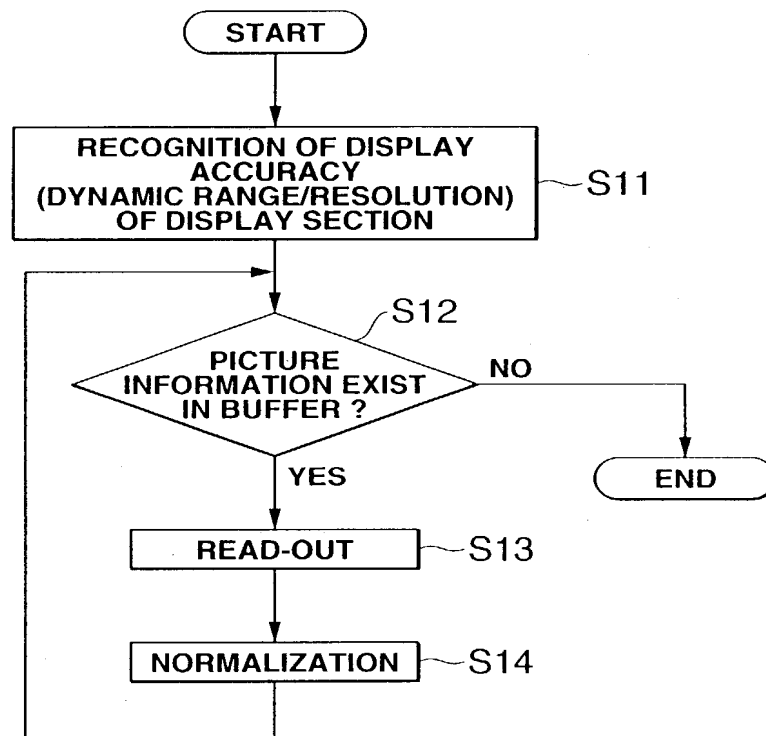 START
RECOGNITION OF DISPLAY
ACCURACY
(DYNAMIC RANGE/RESOLUTION)
OF DISPLAY SECTION
S11
S12
PICTURE
INFORMATION EXIST
IN BUFFER ?
NO
YES
END
READ-OUT
S13
NORMALIZATION
S14